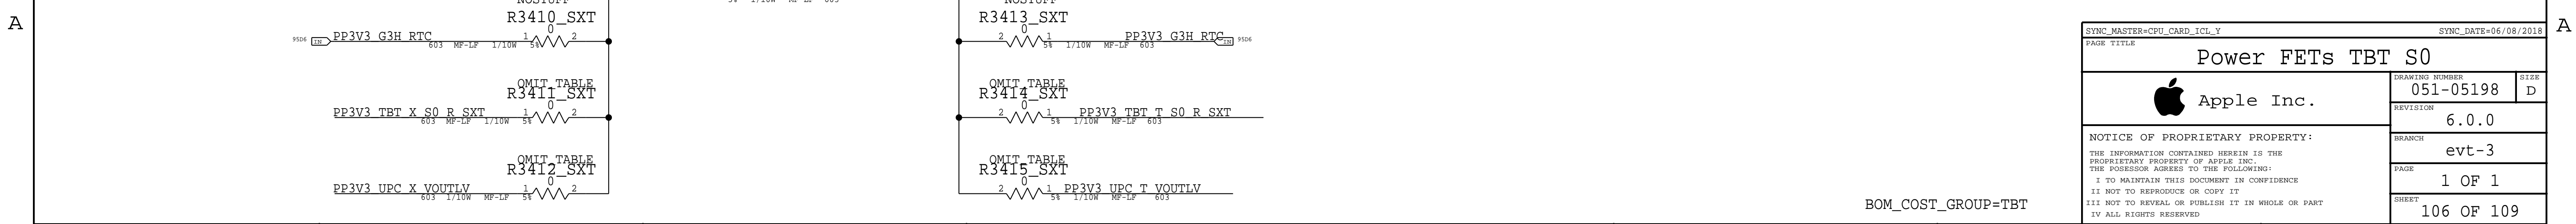 NOSTUFF
5% 1/10W MF-LF 603
NOSTUFF
A
R3410_SXT
0
95D6 IN PP3V3_G3H_RTC 1 2
603 MF-LF 1/10W 5%
R3413_SXT
0
2 1 PP3V3_G3H_RTC IN 95D6
5% 1/10W MF-LF 603
A
OMIT_TABLE
R3411_SXT
0
PP3V3_TBT_X_S0_R_SXT 1 2
603 MF-LF 1/10W 5%
OMIT_TABLE
R3414_SXT
0
2 1 PP3V3_TBT_T_S0_R_SXT
5% 1/10W MF-LF 603
OMIT_TABLE
R3412_SXT
0
PP3V3_UPC_X_VOUTLV 1 2
603 1/10W MF-LF 5%
OMIT_TABLE
R3415_SXT
0
2 1 PP3V3_UPC_T_VOUTLV
5% 1/10W MF-LF 603
BOM_COST_GROUP=TBT
SYNC_MASTER=CPU_CARD_ICL_Y SYNC_DATE=06/08/2018
PAGE TITLE
Power FETs TBT S0
Apple Inc.
DRAWING NUMBER
051-05198
SIZE
D
REVISION
6.0.0
NOTICE OF PROPRIETARY PROPERTY:
THE INFORMATION CONTAINED HEREIN IS THE
PROPRIETARY PROPERTY OF APPLE INC.
THE POSESSOR AGREES TO THE FOLLOWING:
I TO MAINTAIN THIS DOCUMENT IN CONFIDENCE
II NOT TO REPRODUCE OR COPY IT
III NOT TO REVEAL OR PUBLISH IT IN WHOLE OR PART
IV ALL RIGHTS RESERVED
BRANCH
evt-3
PAGE
1 OF 1
SHEET
106 OF 109